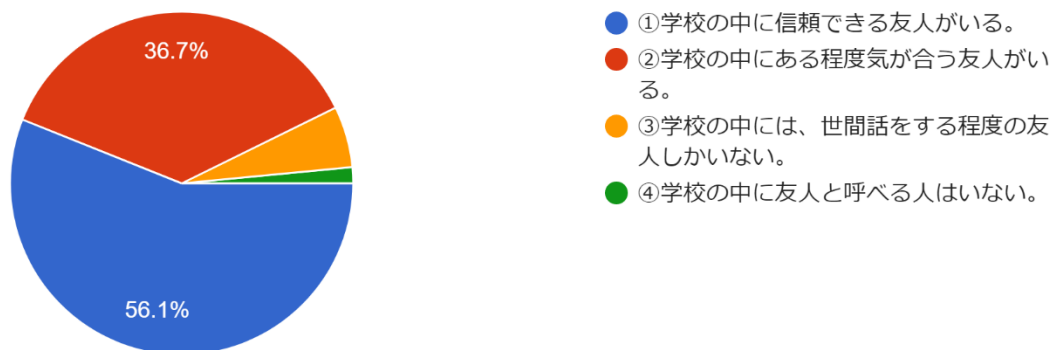 36.7%
56.1%
①学校の中に信頼できる友人がいる。
②学校の中にある程度気が合う友人がい
る。
③学校の中には、世間話をする程度の友
人しかいない。
④学校の中に友人と呼べる人はいない。